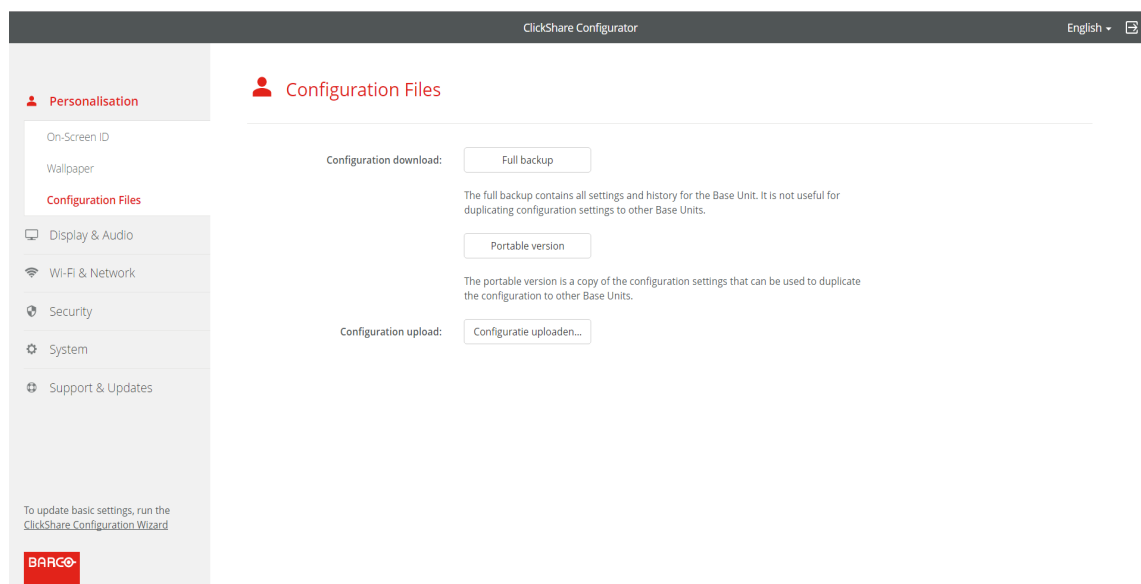 ClickShare Configurator
English
Personalisation
On-Screen ID
Wallpaper
Configuration Files
Display & Audio
Wi-Fi & Network
Security
System
Support & Updates
To update basic settings, run the
ClickShare Configuration Wizard
BARCO
Configuration Files
Configuration download:
Full backup
The full backup contains all settings and history for the Base Unit. It is not useful for
duplicating configuration settings to other Base Units.
Portable version
The portable version is a copy of the configuration settings that can be used to duplicate
the configuration to other Base Units.
Configuration upload:
Configuratie uploaden...